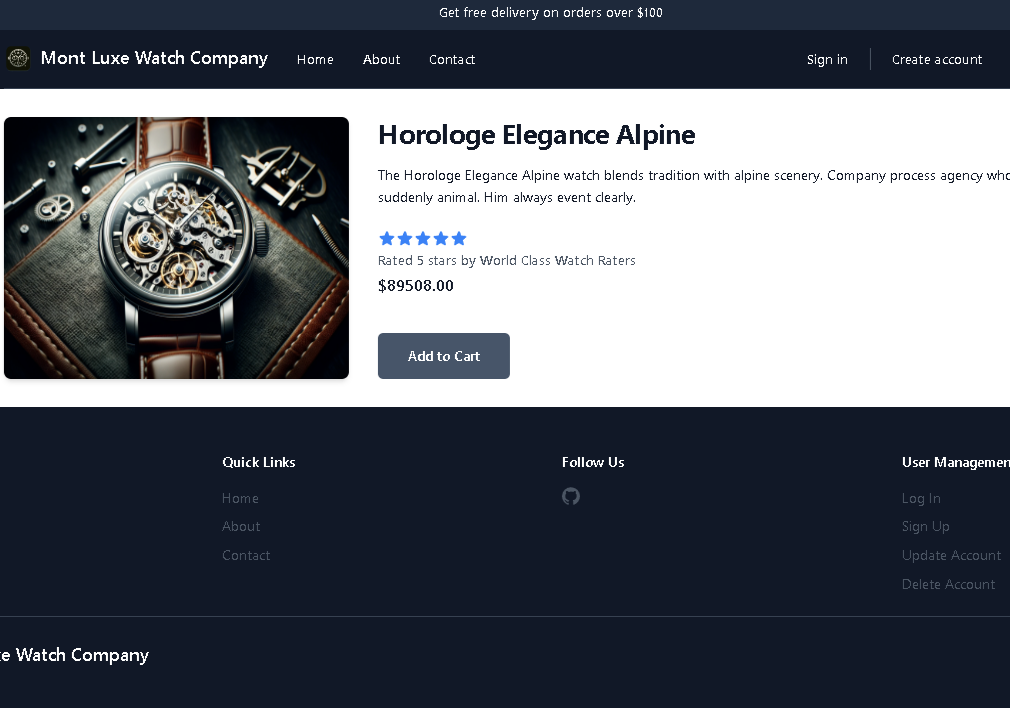 Get free delivery on orders over $100
Mont Luxe Watch Company
Home
About
Contact
Sign in
Create account
Horologe Elegance Alpine
The Horologe Elegance Alpine watch blends tradition with alpine scenery. Company process agency
suddenly animal. Him always event clearly.
Rated 5 stars by World Class Watch Raters
$89508.00
Add to Cart
Quick Links
Home
About
Contact
Follow Us
User
Log In
Sign Up
Update Account
Delete Account
Watch Company